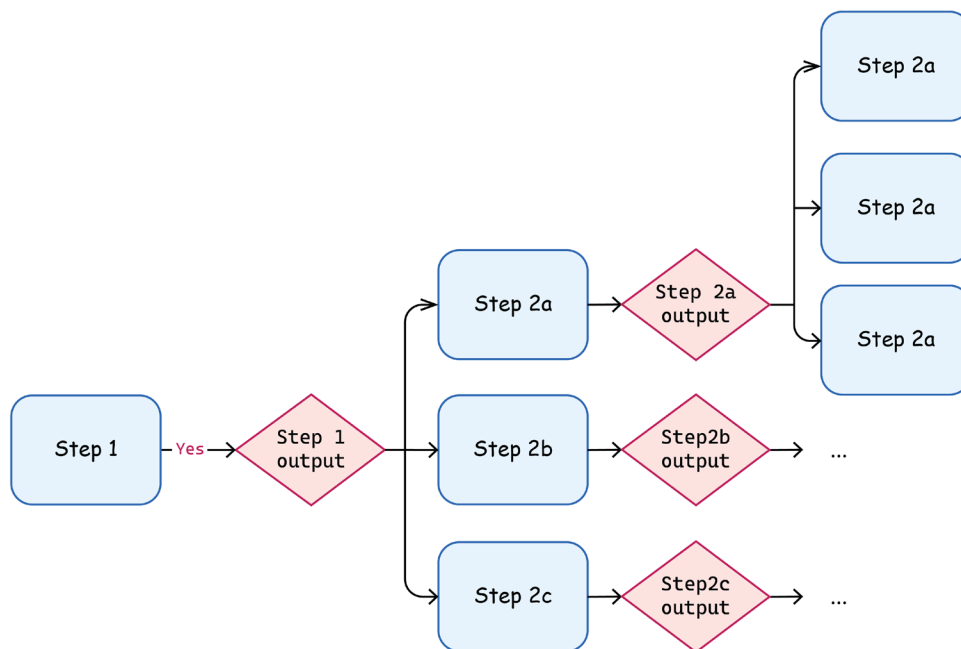 Step 2a
Step 2a
Step 2a
Step 2a
output
Step 2a
Step 1
Yes
Step 1
output
Step 2b
Step2b
output
...
Step 2c
Step2c
output
...